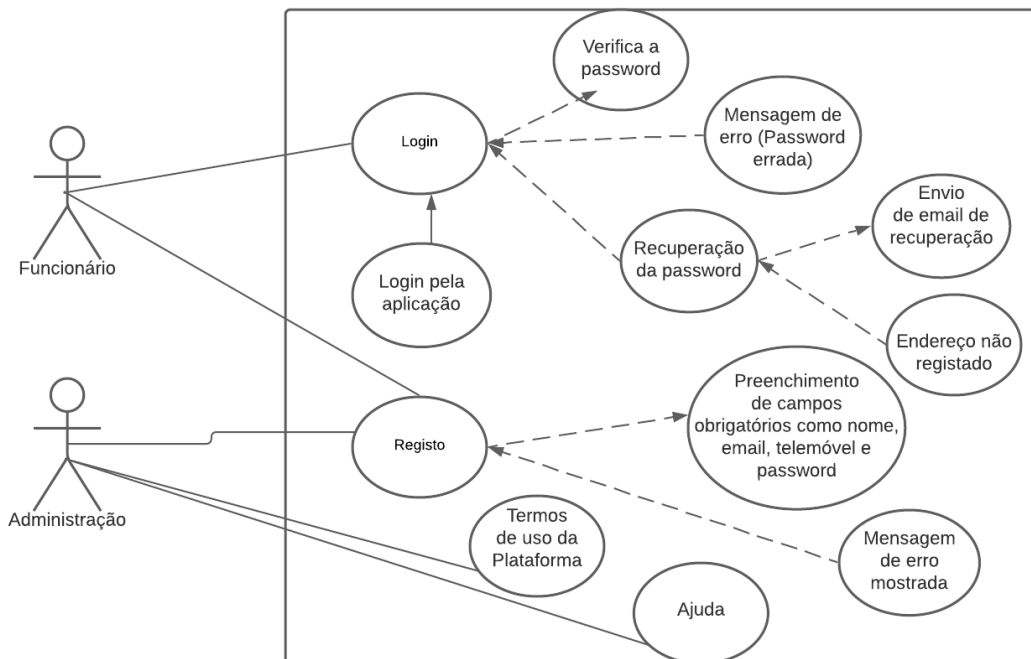 Verifica a
password
Login
Mensagem de
erro (Password
errada)
Funcionário
Login pela
aplicação
Recuperação
da password
Envio
de email de
recuperação
Endereço não
registado
Administração
Registo
Preenchimento
de campos
obrigatórios como nome,
email, telemóvel e
password
Termos
de uso da
Plataforma
Mensagem
de erro
mostrada
Ajuda